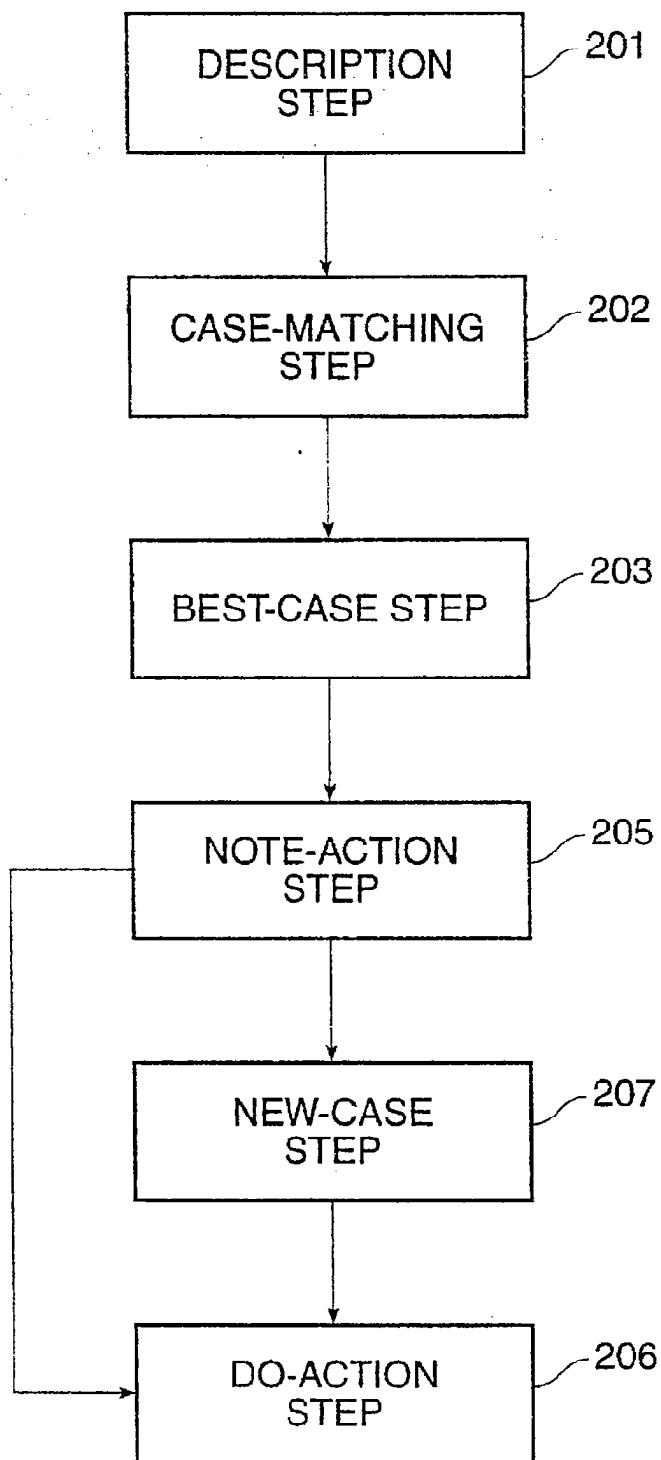 DESCRIPTION
STEP
201
CASE-MATCHING
STEP
202
BEST-CASE STEP
203
NOTE-ACTION
STEP
205
NEW-CASE
STEP
207
DO-ACTION
STEP
206